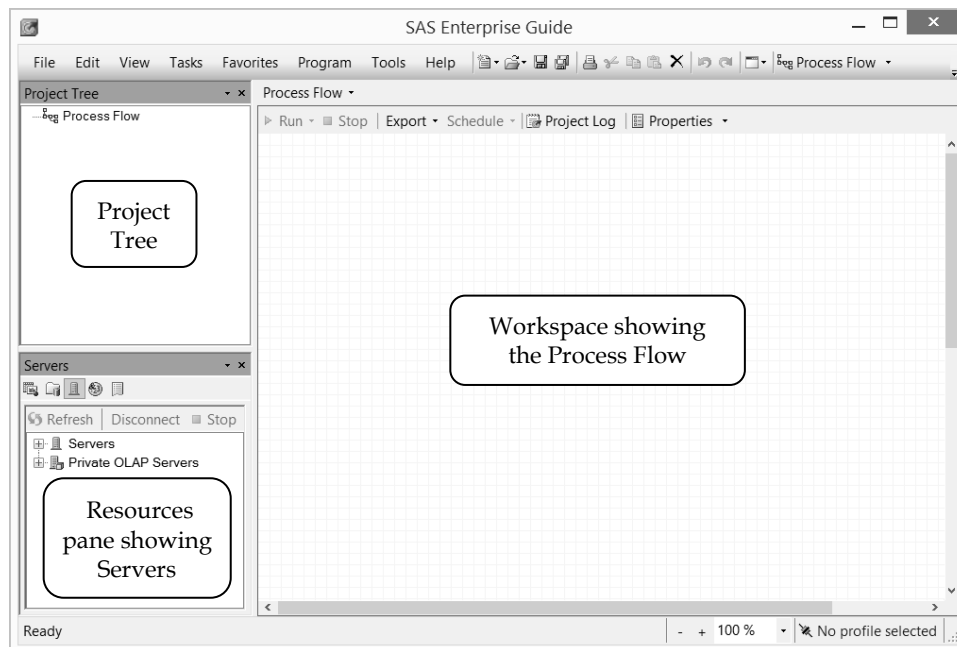 SAS Enterprise Guide
File Edit View Tasks Favorites Program Tools Help Process Flow
Project Tree
Process Flow
Project
Tree
Process Flow
Run Stop Export Schedule Project Log Properties
Workspace showing
the Process Flow
Servers
Refresh Disconnect Stop
Servers
Private OLAP Servers
Resources
pane showing
Servers
Ready
- + 100 % No profile selected